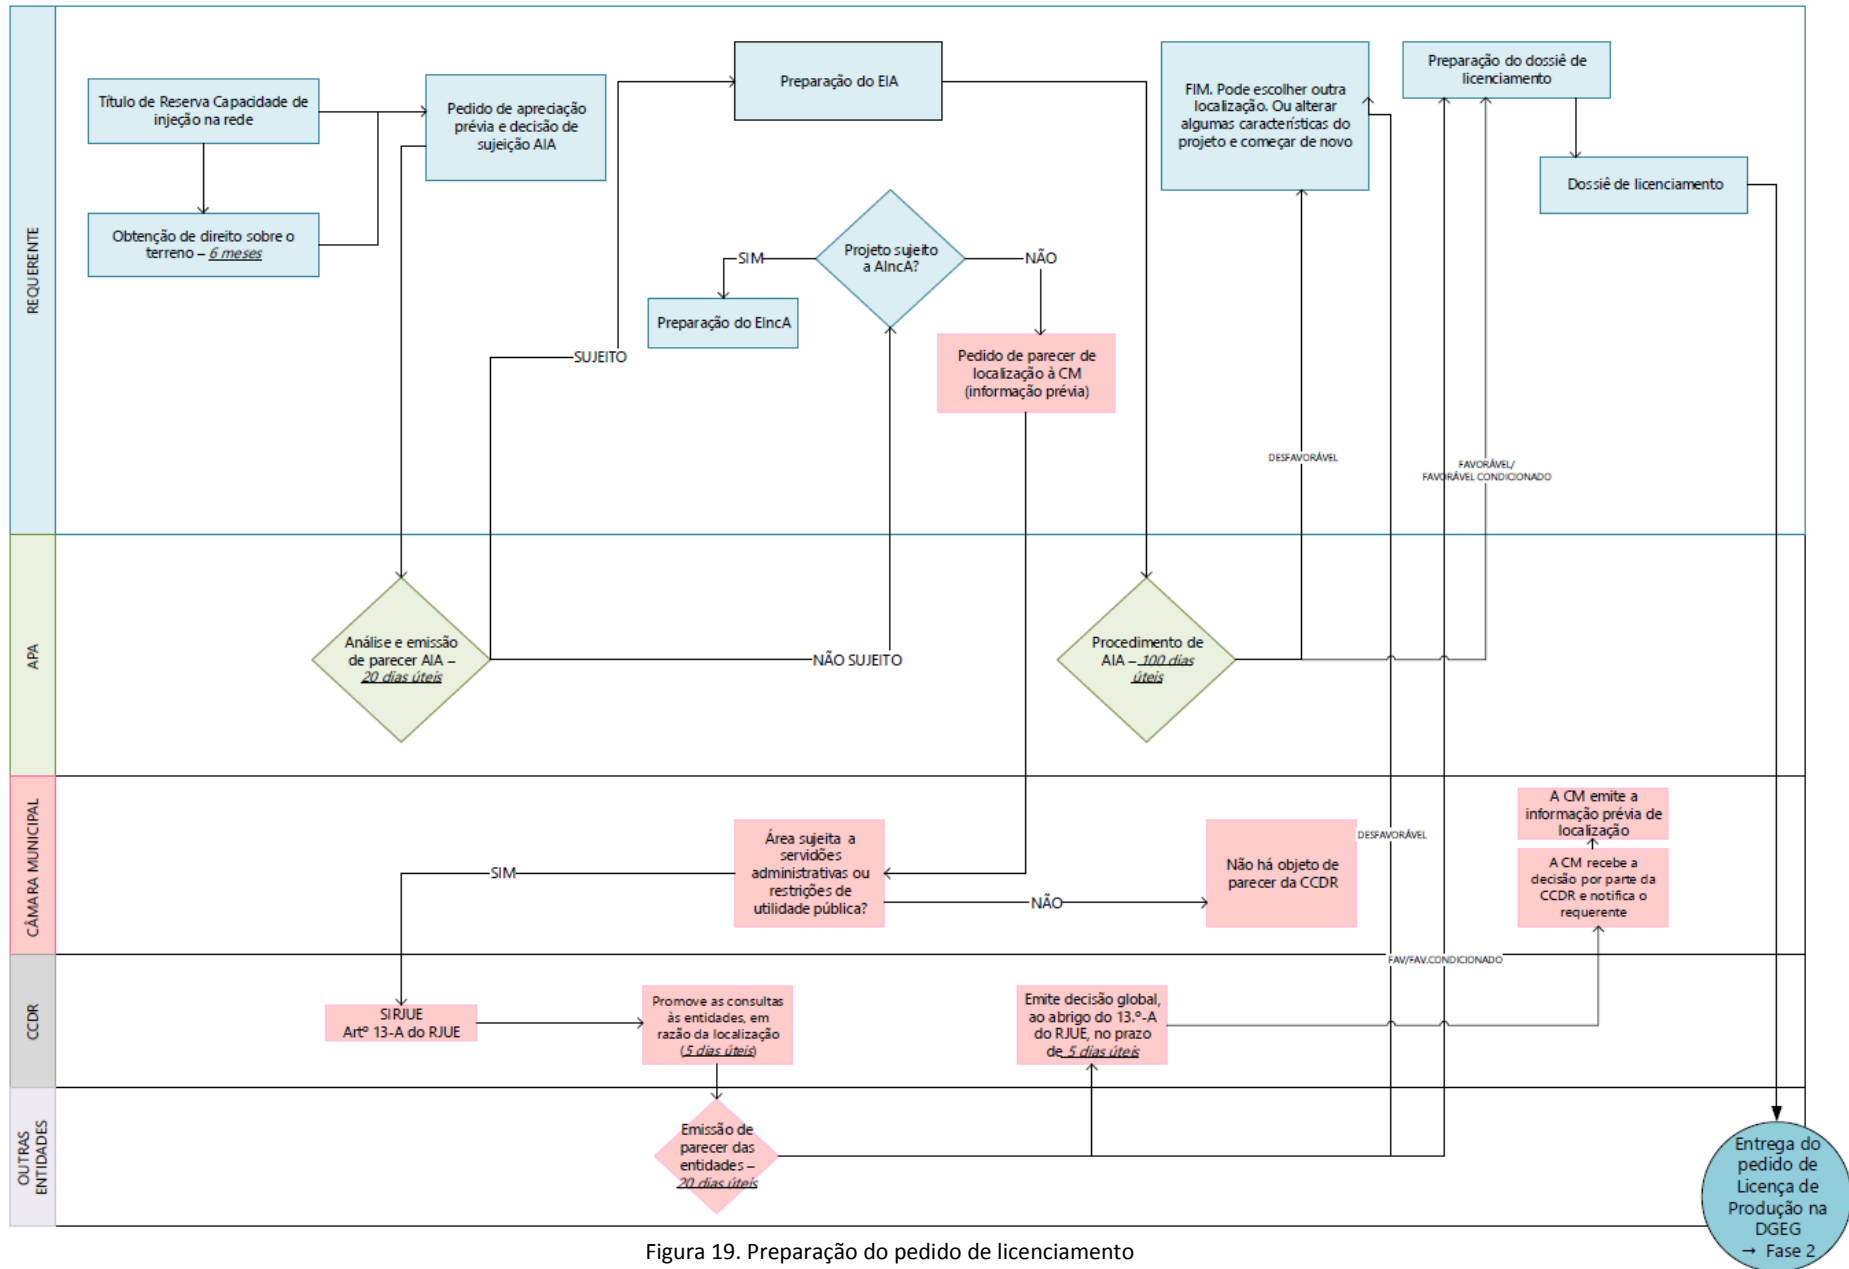 REQUERENTE
Título de Reserva Capacidade de
injeção na rede
Obtenção de direito sobre o
terreno – 6 meses
Pedido de apreciação
prévia e decisão de
sujeição AIA
Preparação do EIA
Projeto sujeito
a AIncA?
SIM
NÃO
Preparação do EIncA
SUJEITO
Pedido de parecer de
localização à CM
(informação prévia)
FIM. Pode escolher outra
localização. Ou alterar
algumas características do
projeto e começar de novo
Preparação do dossiê de
licenciamento
Dossiê de licenciamento
DESFAVORÁVEL
FAVORÁVEL/
FAVORÁVEL CONDICIONADO
APA
Análise e emissão
de parecer AIA –
20 dias úteis
NÃO SUJEITO
Procedimento de
AIA – 100 dias
úteis
CÂMARA MUNICIPAL
SIM
Área sujeita a
servidões
administrativas ou
restrições de
utilidade pública?
NÃO
Não há objeto de
parecer da CCDR
DESFAVORÁVEL
A CM emite a
informação prévia de
localização
A CM recebe a
decisão por parte da
CCDR e notifica o
requerente
FAV/FAV.CONDICIONADO
CCDR
SIRJUE
Artº 13-A do RJUE
Promove as consultas
às entidades, em
razão da localização
(5 dias úteis)
Emite decisão global,
ao abrigo do 13.º-A
do RJUE, no prazo
de 5 dias úteis
OUTRAS
ENTIDADES
Emissão de
parecer das
entidades –
20 dias úteis
Entrega do
pedido de
Licença de
Produção na
DGEG
→ Fase 2
Figura 19. Preparação do pedido de licenciamento